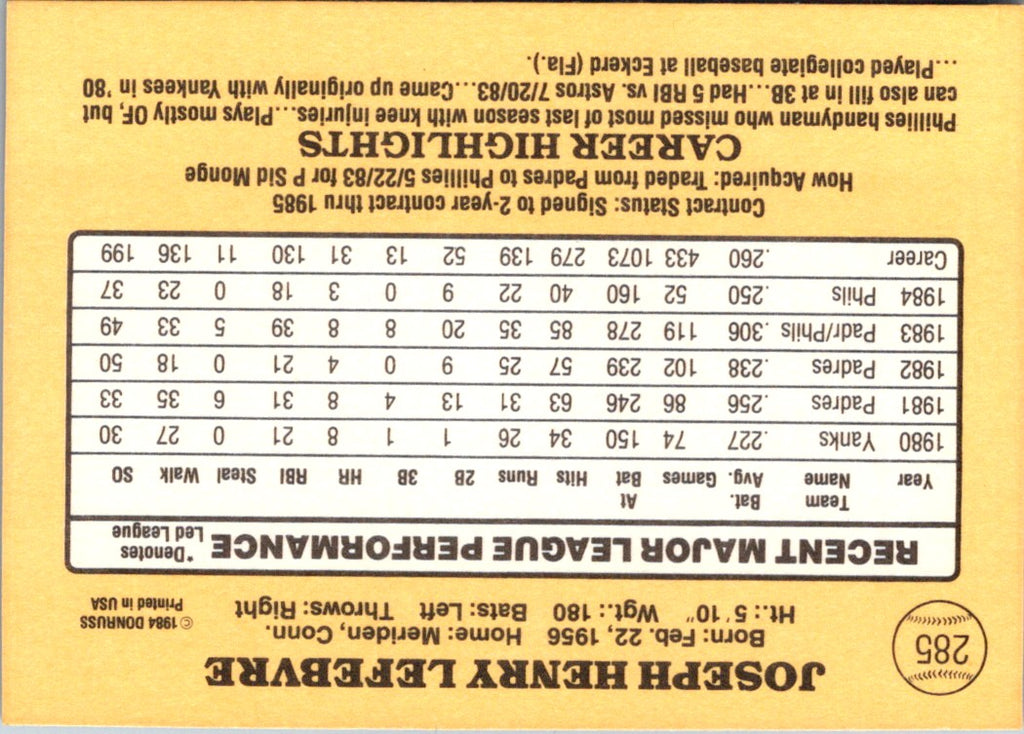 285
JOSEPH HENRY LEFEBVRE
Born: Feb. 22, 1956 Home: Meriden, Conn.
Ht.: 5' 10" Wgt.: 180 Bats: Left Throws: Right
© 1984 DONRUSS
Printed in USA
RECENT MAJOR LEAGUE PERFORMANCE
*Denotes
Led League
Year Team Name Bat. Avg. Games At Bat Hits Runs 2B 3B HR RBI Steal Walk SO
1980 Yanks .227 74 150 34 26 1 1 8 21 0 27 30
1981 Padres .256 86 246 63 31 13 4 8 31 6 35 33
1982 Padres .238 102 239 57 25 9 0 4 21 0 18 50
1983 Padr/Phils .306 119 278 85 35 20 8 8 39 5 33 49
1984 Phils .250 52 160 40 22 9 0 3 18 0 23 37
Career .260 433 1073 279 139 52 13 31 130 11 136 199
Contract Status: Signed to 2-year contract thru 1985
How Acquired: Traded from Padres to Phillies 5/22/83 for P Sid Monge
CAREER HIGHLIGHTS
Phillies handyman who missed most of last season with knee injuries...Plays mostly OF, but
can also fill in at 3B...Had 5 RBI vs. Astros 7/20/83...Came up originally with Yankees in '80
...Played collegiate baseball at Eckerd (Fla.).